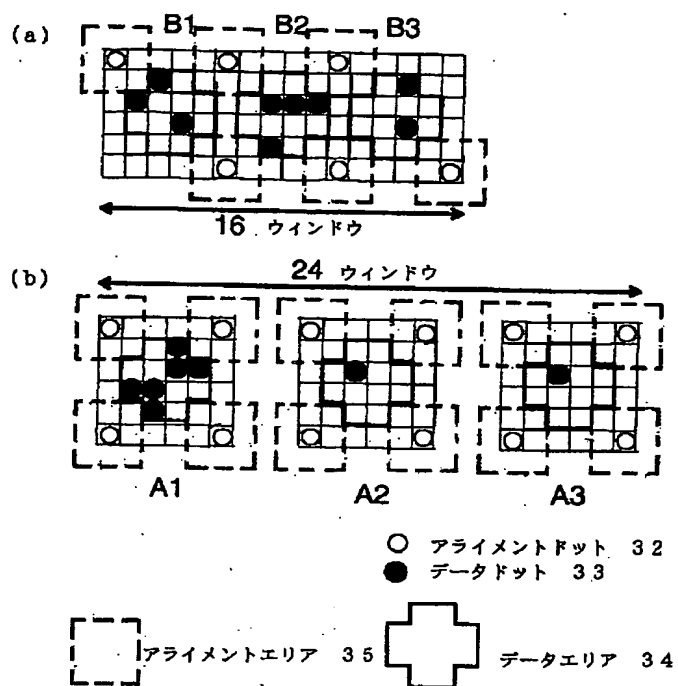 (a)
B1 B2 B3
16 ウィンドウ
(b)
24 ウィンドウ
A1 A2 A3
アライメントドット 32
データドット 33
アライメントエリア 35
データエリア 34